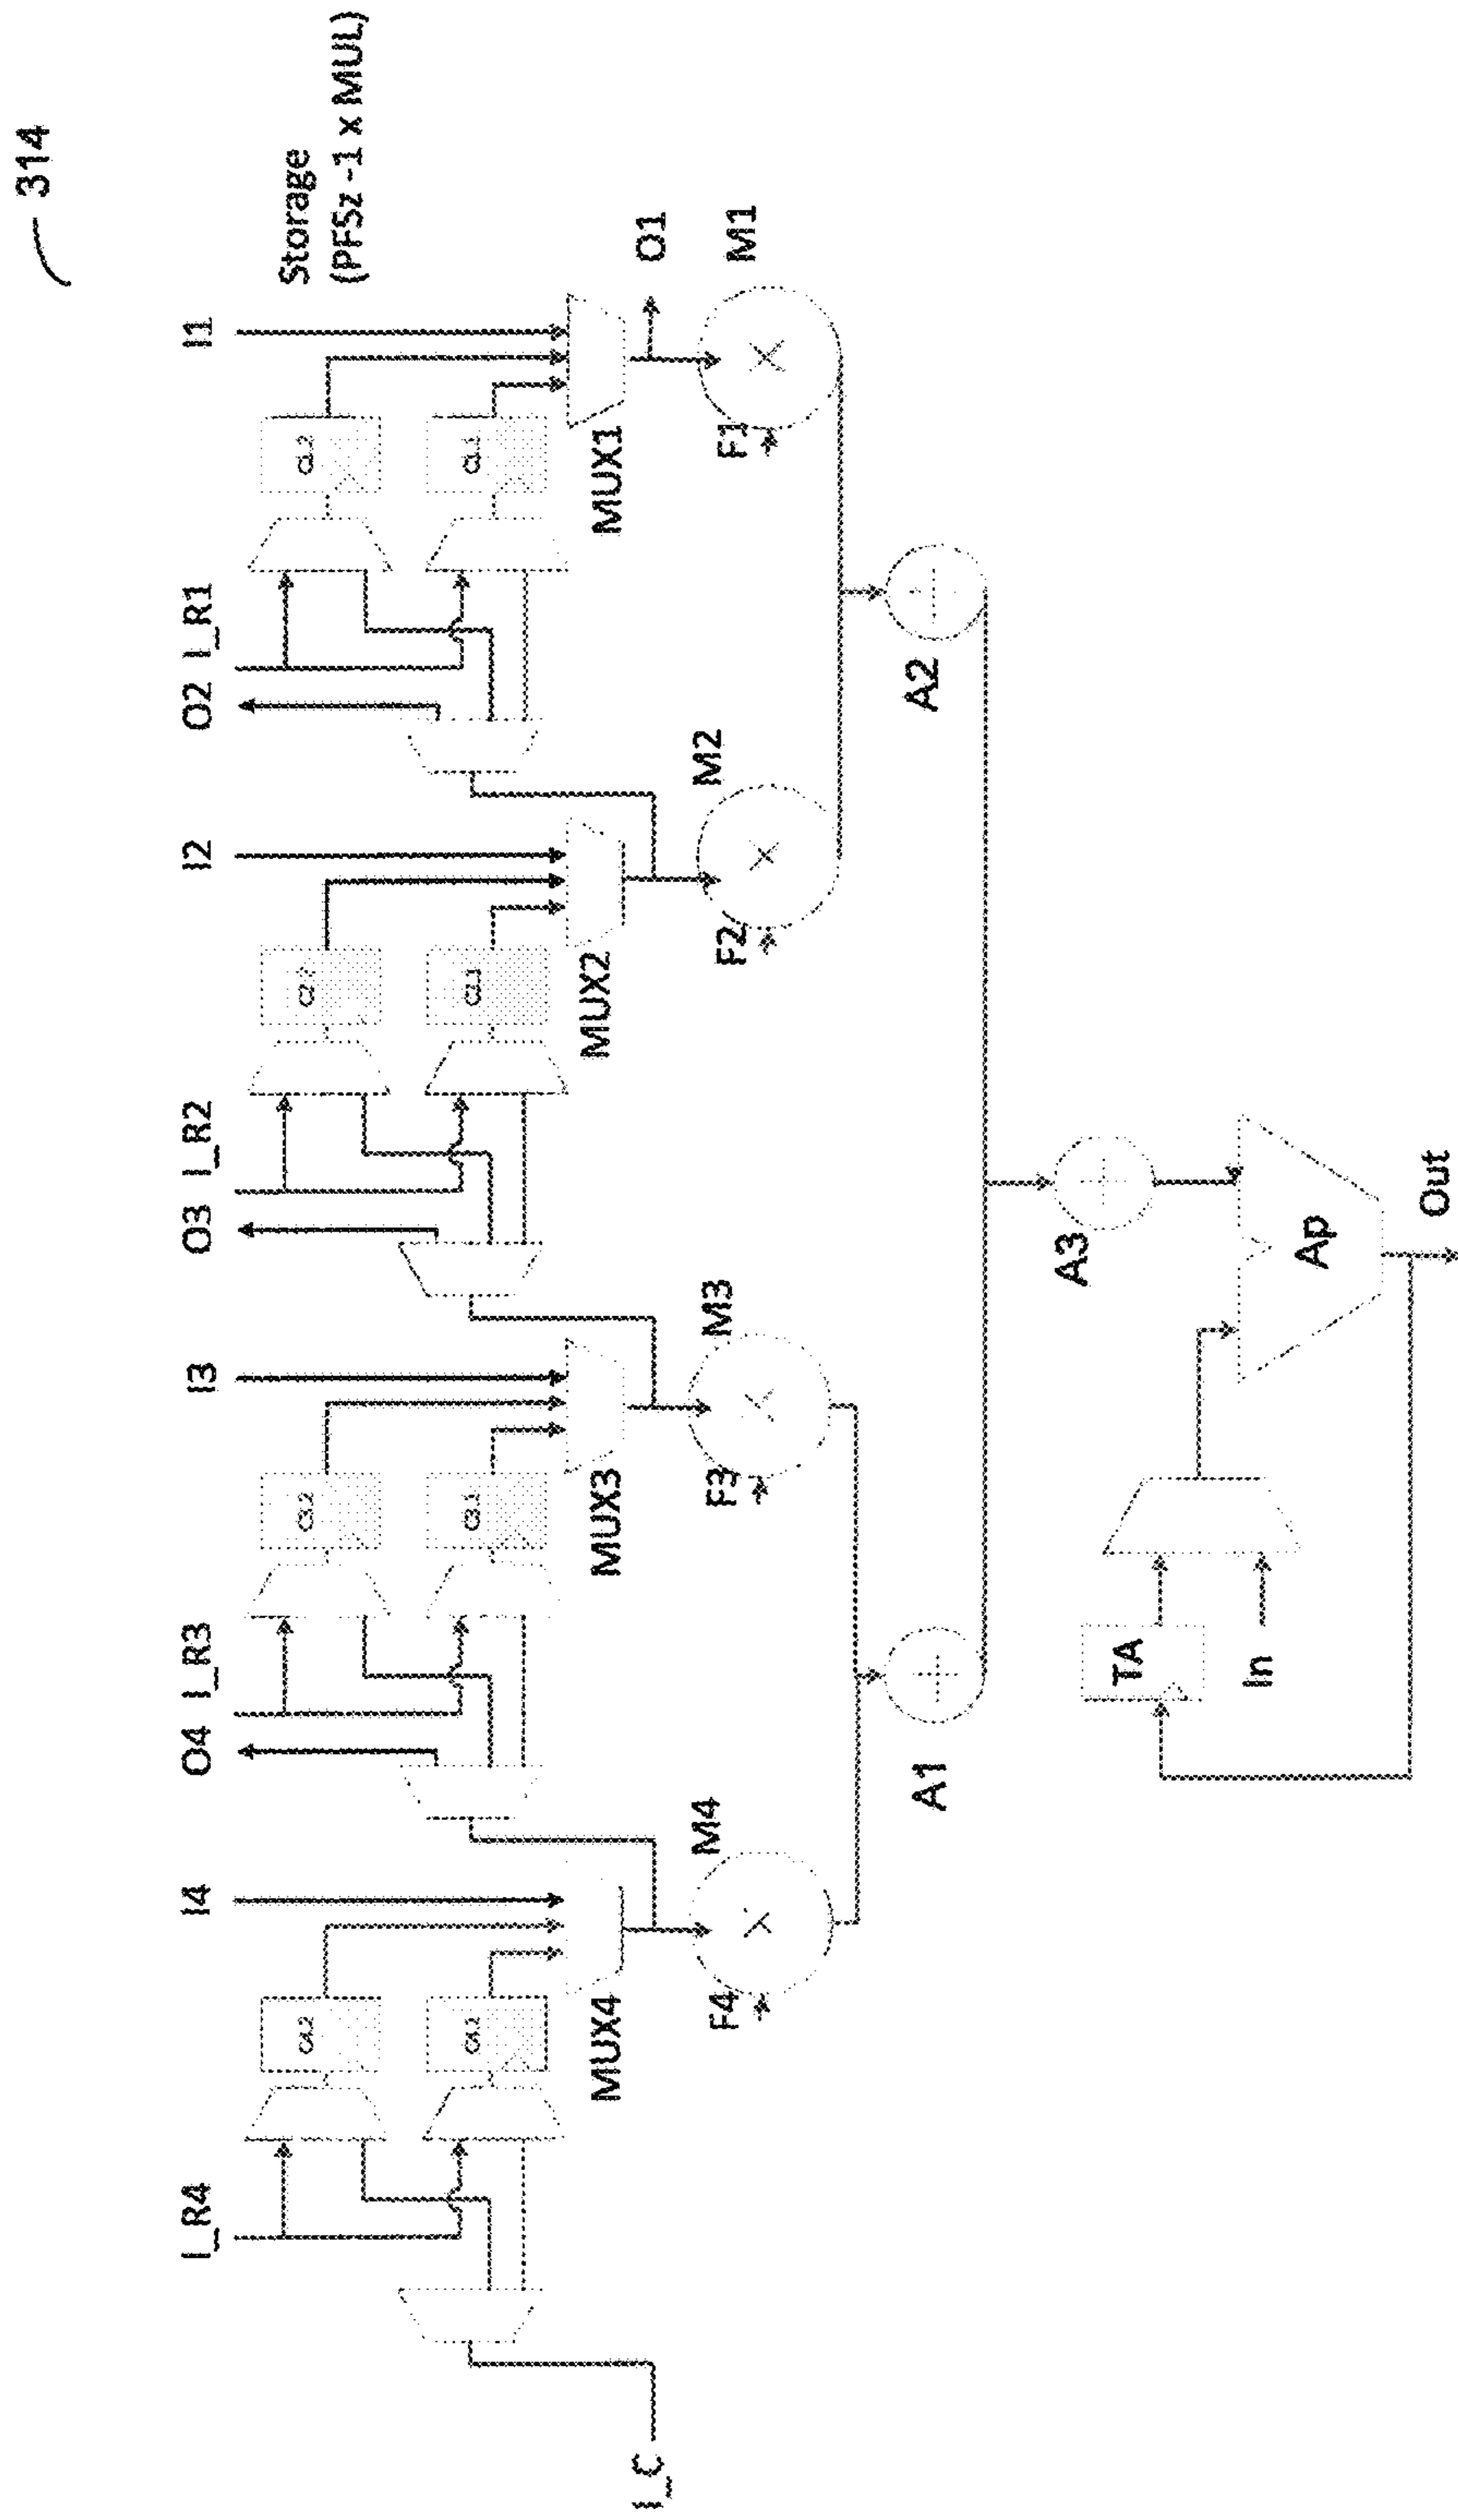 314
Storage
(PFSz -1 x MUL)
I_R4
I4
O4
I_R3
I3
O3
I_R2
I2
O2
I_R1
I1
MUX4
MUX3
MUX2
MUX1
I_C
O1
F4
M4
F3
M3
F2
M2
F1
M1
A1
A2
A3
TA
In
Ap
Out